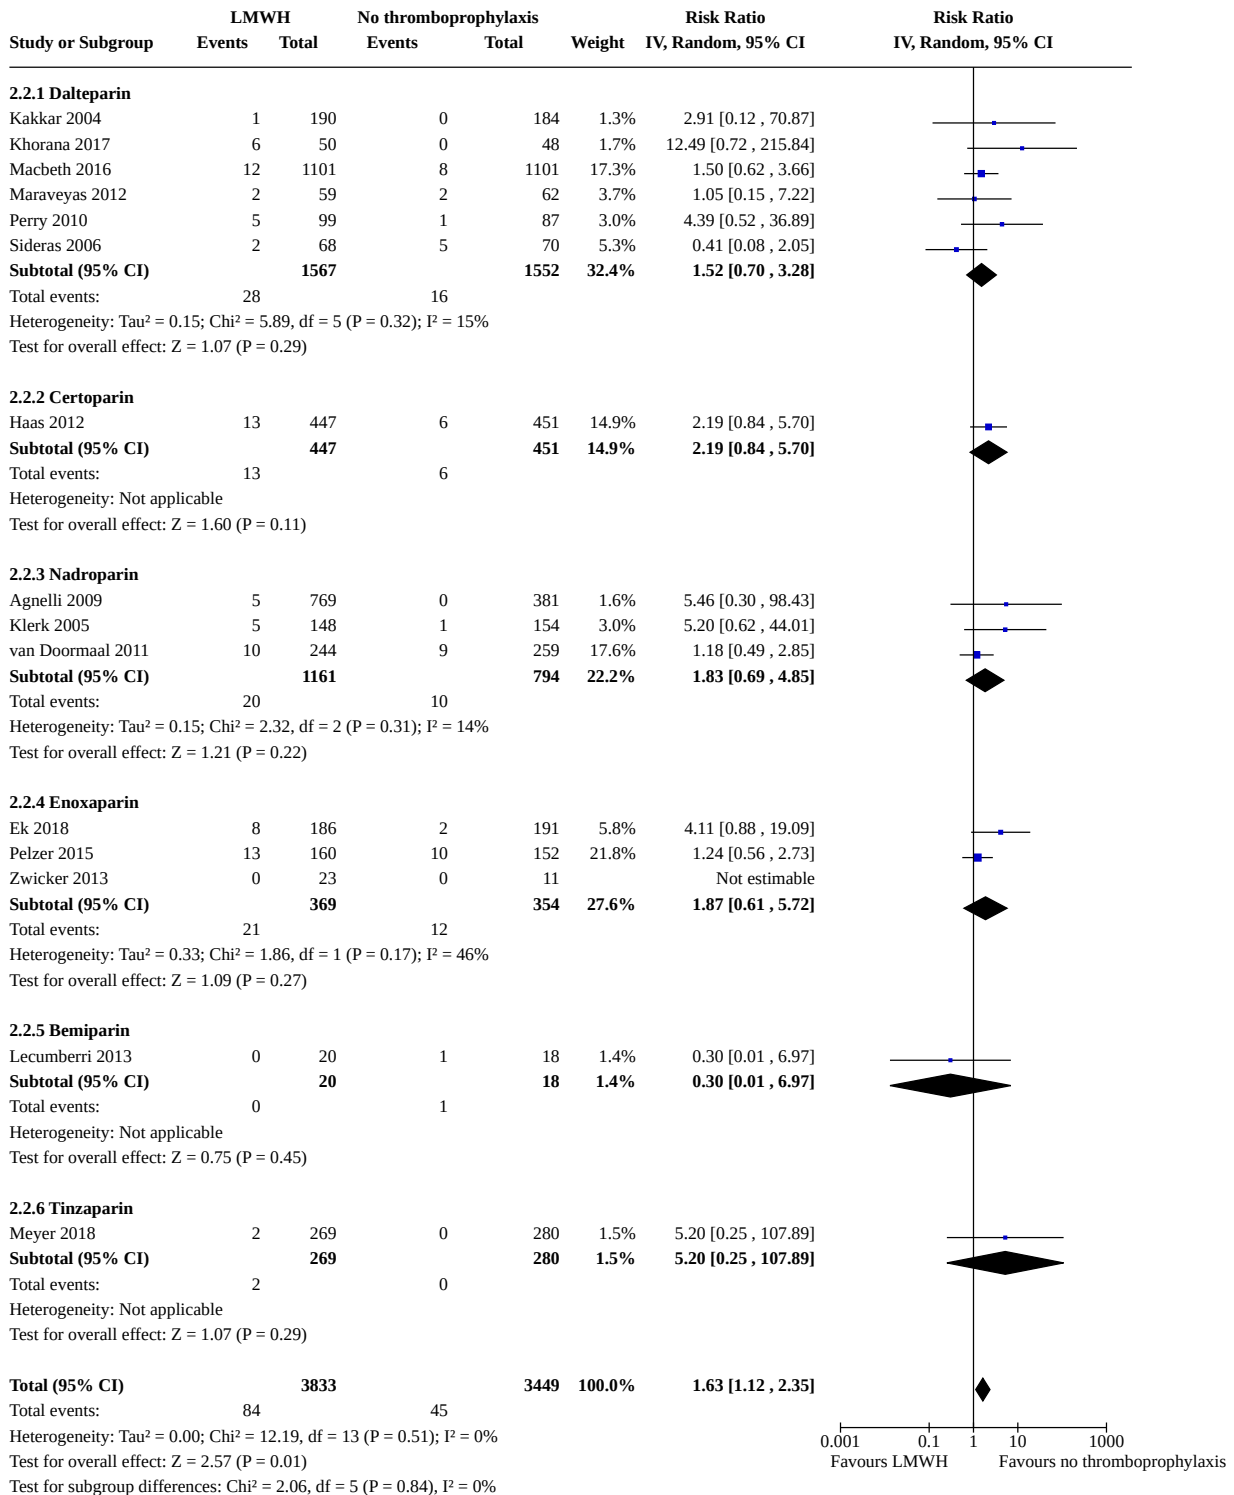 LMWH No thromboprophylaxis Risk Ratio Risk Ratio
Study or Subgroup Events Total Events Total Weight IV, Random, 95% CI IV, Random, 95% CI
2.2.1 Dalteparin
Kakkar 2004 1 190 0 184 1.3% 2.91 [0.12 , 70.87]
Khorana 2017 6 50 0 48 1.7% 12.49 [0.72 , 215.84]
Macbeth 2016 12 1101 8 1101 17.3% 1.50 [0.62 , 3.66]
Maraveyas 2012 2 59 2 62 3.7% 1.05 [0.15 , 7.22]
Perry 2010 5 99 1 87 3.0% 4.39 [0.52 , 36.89]
Sideras 2006 2 68 5 70 5.3% 0.41 [0.08 , 2.05]
Subtotal (95% CI) 1567 1552 32.4% 1.52 [0.70 , 3.28]
Total events: 28 16
Heterogeneity: Tau² = 0.15; Chi² = 5.89, df = 5 (P = 0.32); I² = 15%
Test for overall effect: Z = 1.07 (P = 0.29)
2.2.2 Certoparin
Haas 2012 13 447 6 451 14.9% 2.19 [0.84 , 5.70]
Subtotal (95% CI) 447 451 14.9% 2.19 [0.84 , 5.70]
Total events: 13 6
Heterogeneity: Not applicable
Test for overall effect: Z = 1.60 (P = 0.11)
2.2.3 Nadroparin
Agnelli 2009 5 769 0 381 1.6% 5.46 [0.30 , 98.43]
Klerk 2005 5 148 1 154 3.0% 5.20 [0.62 , 44.01]
van Doormaal 2011 10 244 9 259 17.6% 1.18 [0.49 , 2.85]
Subtotal (95% CI) 1161 794 22.2% 1.83 [0.69 , 4.85]
Total events: 20 10
Heterogeneity: Tau² = 0.15; Chi² = 2.32, df = 2 (P = 0.31); I² = 14%
Test for overall effect: Z = 1.21 (P = 0.22)
2.2.4 Enoxaparin
Ek 2018 8 186 2 191 5.8% 4.11 [0.88 , 19.09]
Pelzer 2015 13 160 10 152 21.8% 1.24 [0.56 , 2.73]
Zwicker 2013 0 23 0 11 Not estimable
Subtotal (95% CI) 369 354 27.6% 1.87 [0.61 , 5.72]
Total events: 21 12
Heterogeneity: Tau² = 0.33; Chi² = 1.86, df = 1 (P = 0.17); I² = 46%
Test for overall effect: Z = 1.09 (P = 0.27)
2.2.5 Bemiparin
Lecumberri 2013 0 20 1 18 1.4% 0.30 [0.01 , 6.97]
Subtotal (95% CI) 20 18 1.4% 0.30 [0.01 , 6.97]
Total events: 0 1
Heterogeneity: Not applicable
Test for overall effect: Z = 0.75 (P = 0.45)
2.2.6 Tinzaparin
Meyer 2018 2 269 0 280 1.5% 5.20 [0.25 , 107.89]
Subtotal (95% CI) 269 280 1.5% 5.20 [0.25 , 107.89]
Total events: 2 0
Heterogeneity: Not applicable
Test for overall effect: Z = 1.07 (P = 0.29)
Total (95% CI) 3833 3449 100.0% 1.63 [1.12 , 2.35]
Total events: 84 45
Heterogeneity: Tau² = 0.00; Chi² = 12.19, df = 13 (P = 0.51); I² = 0% 0.001 0.1 1 10 1000
Test for overall effect: Z = 2.57 (P = 0.01) Favours LMWH Favours no thromboprophylaxis
Test for subgroup differences: Chi² = 2.06, df = 5 (P = 0.84), I² = 0%